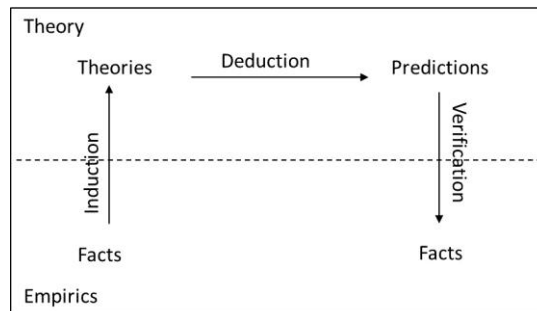 Theory
Deduction
Theories
Predictions
Induction
Verification
Facts
Facts
Empirics